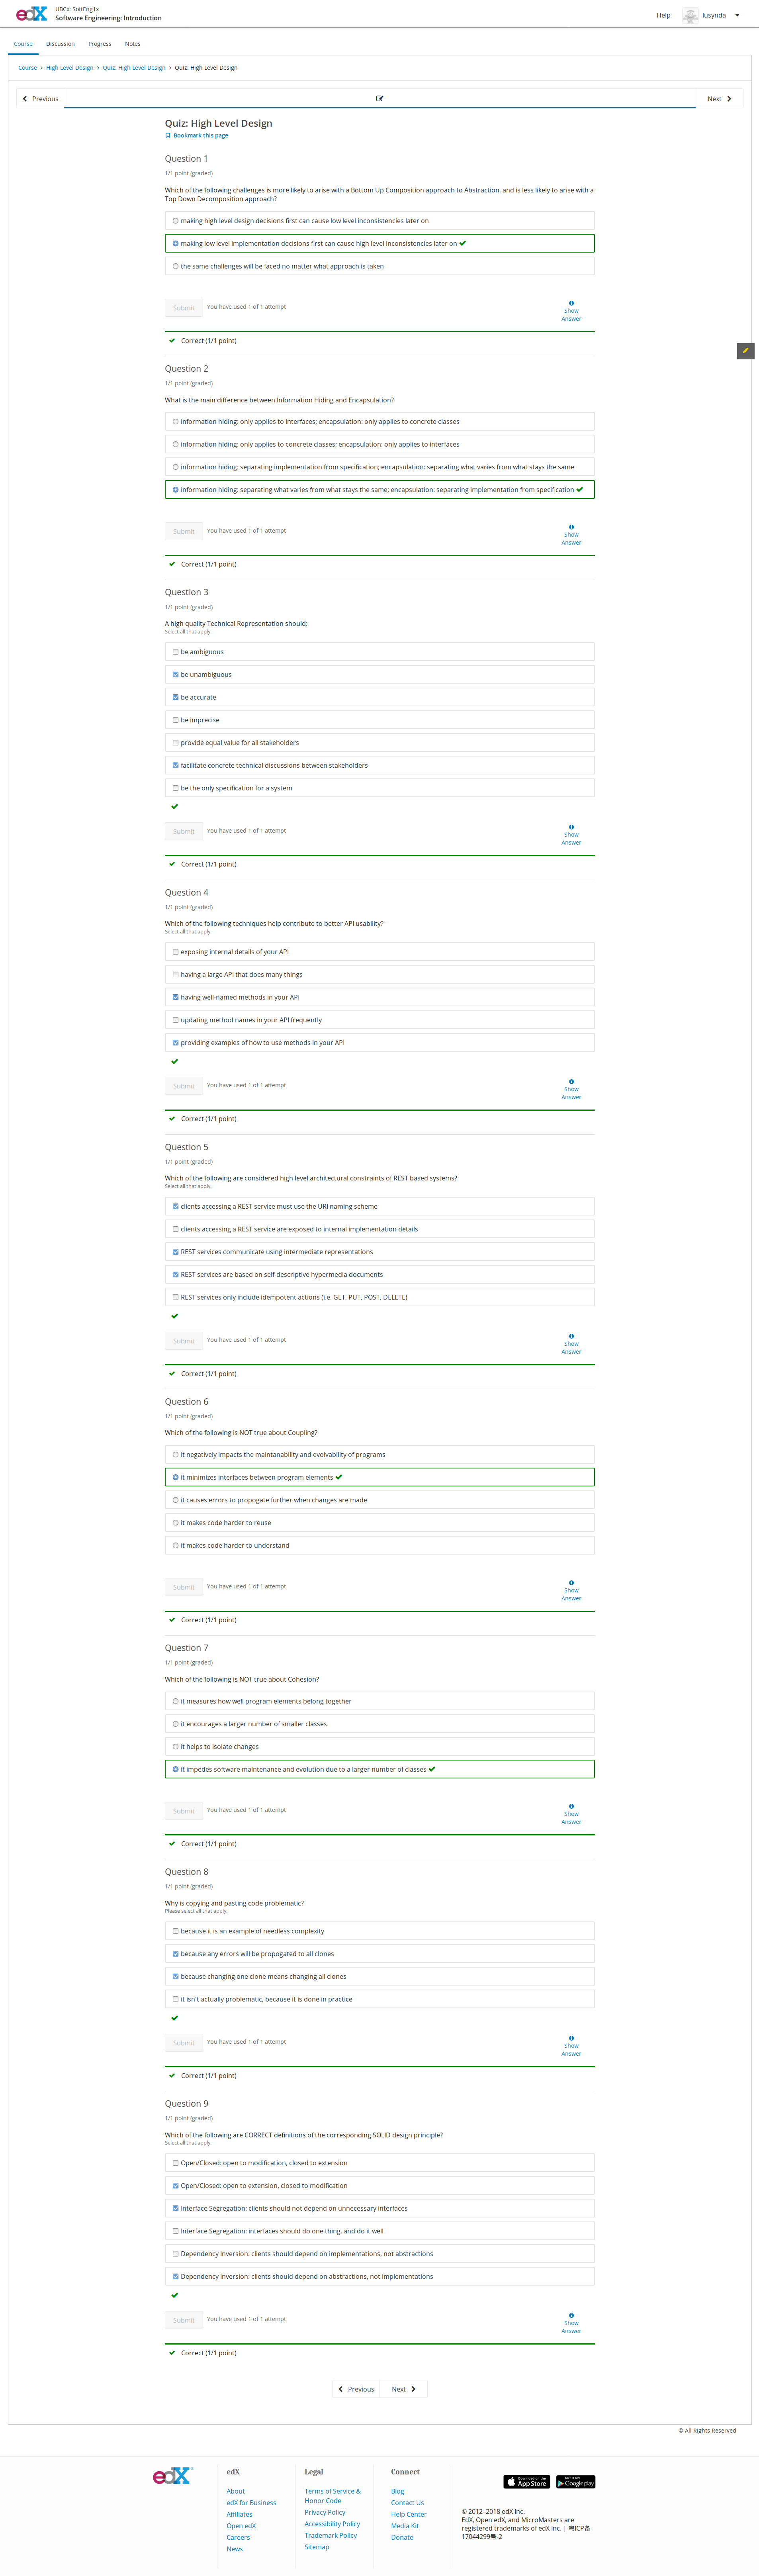 edX
UBCx: SoftEng1x
Software Engineering: Introduction
Help
lusynda
Course Discussion Progress Notes
Course > High Level Design > Quiz: High Level Design > Quiz: High Level Design
Previous
Next
Quiz: High Level Design
Bookmark this page
Question 1
1/1 point (graded)
Which of the following challenges is more likely to arise with a Bottom Up Composition approach to Abstraction, and is less likely to arise with a
Top Down Decomposition approach?
making high level design decisions first can cause low level inconsistencies later on
making low level implementation decisions first can cause high level inconsistencies later on
the same challenges will be faced no matter what approach is taken
Submit
You have used 1 of 1 attempt
Show
Answer
Correct (1/1 point)
Question 2
1/1 point (graded)
What is the main difference between Information Hiding and Encapsulation?
information hiding: only applies to interfaces; encapsulation: only applies to concrete classes
information hiding: only applies to concrete classes; encapsulation: only applies to interfaces
information hiding: separating implementation from specification; encapsulation: separating what varies from what stays the same
information hiding: separating what varies from what stays the same; encapsulation: separating implementation from specification
Submit
You have used 1 of 1 attempt
Show
Answer
Correct (1/1 point)
Question 3
1/1 point (graded)
A high quality Technical Representation should:
Select all that apply.
be ambiguous
be unambiguous
be accurate
be imprecise
provide equal value for all stakeholders
facilitate concrete technical discussions between stakeholders
be the only specification for a system
Submit
You have used 1 of 1 attempt
Show
Answer
Correct (1/1 point)
Question 4
1/1 point (graded)
Which of the following techniques help contribute to better API usability?
Select all that apply.
exposing internal details of your API
having a large API that does many things
having well-named methods in your API
updating method names in your API frequently
providing examples of how to use methods in your API
Submit
You have used 1 of 1 attempt
Show
Answer
Correct (1/1 point)
Question 5
1/1 point (graded)
Which of the following are considered high level architectural constraints of REST based systems?
Select all that apply.
clients accessing a REST service must use the URI naming scheme
clients accessing a REST service are exposed to internal implementation details
REST services communicate using intermediate representations
REST services are based on self-descriptive hypermedia documents
REST services only include idempotent actions (i.e. GET, PUT, POST, DELETE)
Submit
You have used 1 of 1 attempt
Show
Answer
Correct (1/1 point)
Question 6
1/1 point (graded)
Which of the following is NOT true about Coupling?
it negatively impacts the maintanability and evolvability of programs
it minimizes interfaces between program elements
it causes errors to propogate further when changes are made
it makes code harder to reuse
it makes code harder to understand
Submit
You have used 1 of 1 attempt
Show
Answer
Correct (1/1 point)
Question 7
1/1 point (graded)
Which of the following is NOT true about Cohesion?
it measures how well program elements belong together
it encourages a larger number of smaller classes
it helps to isolate changes
it impedes software maintenance and evolution due to a larger number of classes
Submit
You have used 1 of 1 attempt
Show
Answer
Correct (1/1 point)
Question 8
1/1 point (graded)
Why is copying and pasting code problematic?
Please select all that apply.
because it is an example of needless complexity
because any errors will be propogated to all clones
because changing one clone means changing all clones
it isn't actually problematic, because it is done in practice
Submit
You have used 1 of 1 attempt
Show
Answer
Correct (1/1 point)
Question 9
1/1 point (graded)
Which of the following are CORRECT definitions of the corresponding SOLID design principle?
Select all that apply.
Open/Closed: open to modification, closed to extension
Open/Closed: open to extension, closed to modification
Interface Segregation: clients should not depend on unnecessary interfaces
Interface Segregation: interfaces should do one thing, and do it well
Dependency Inversion: clients should depend on implementations, not abstractions
Dependency Inversion: clients should depend on abstractions, not implementations
Submit
You have used 1 of 1 attempt
Show
Answer
Correct (1/1 point)
Previous Next
© All Rights Reserved
edX
edX
About
edX for Business
Affiliates
Open edX
Careers
News
Legal
Terms of Service &
Honor Code
Privacy Policy
Accessibility Policy
Trademark Policy
Sitemap
Connect
Blog
Contact Us
Help Center
Media Kit
Donate
Download on the
App Store
GET IT ON
Google play
© 2012–2018 edX Inc.
EdX, Open edX, and MicroMasters are
registered trademarks of edX Inc. | 粤ICP备
17044299号-2